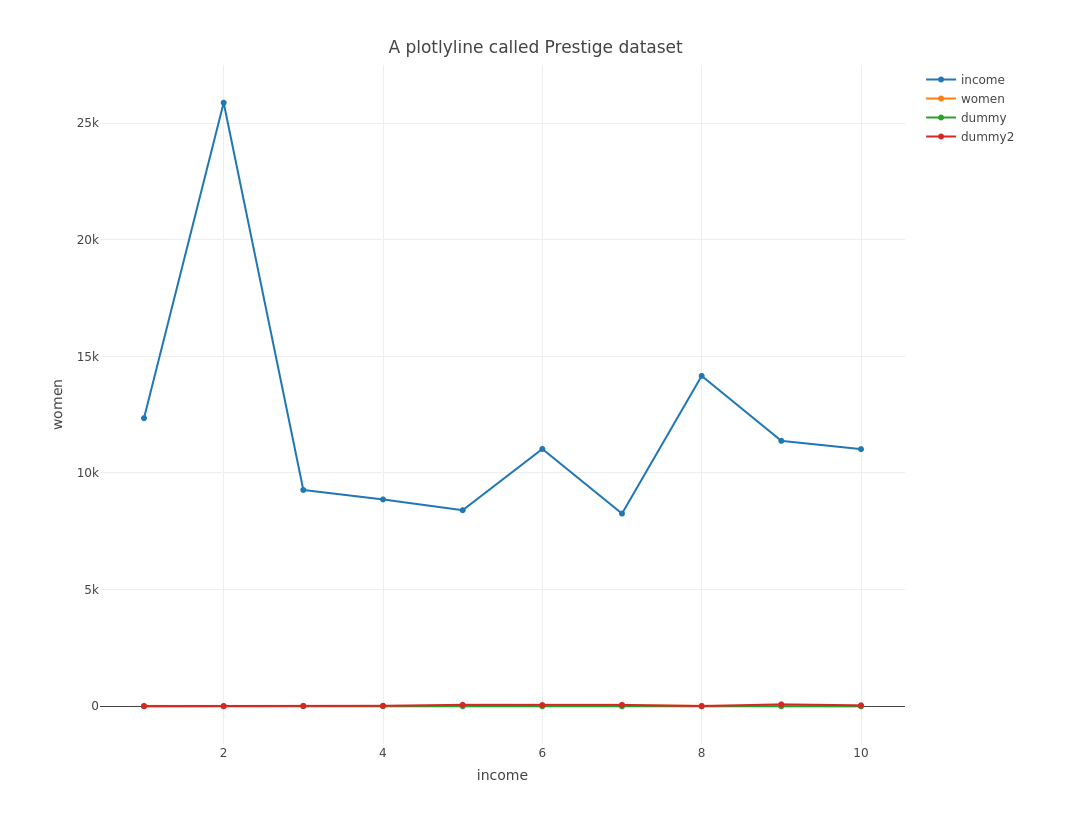 A plotlyline called Prestige dataset
income
women
dummy
dummy2
25k
20k
15k
10k
5k
0
women
2
4
6
8
10
income